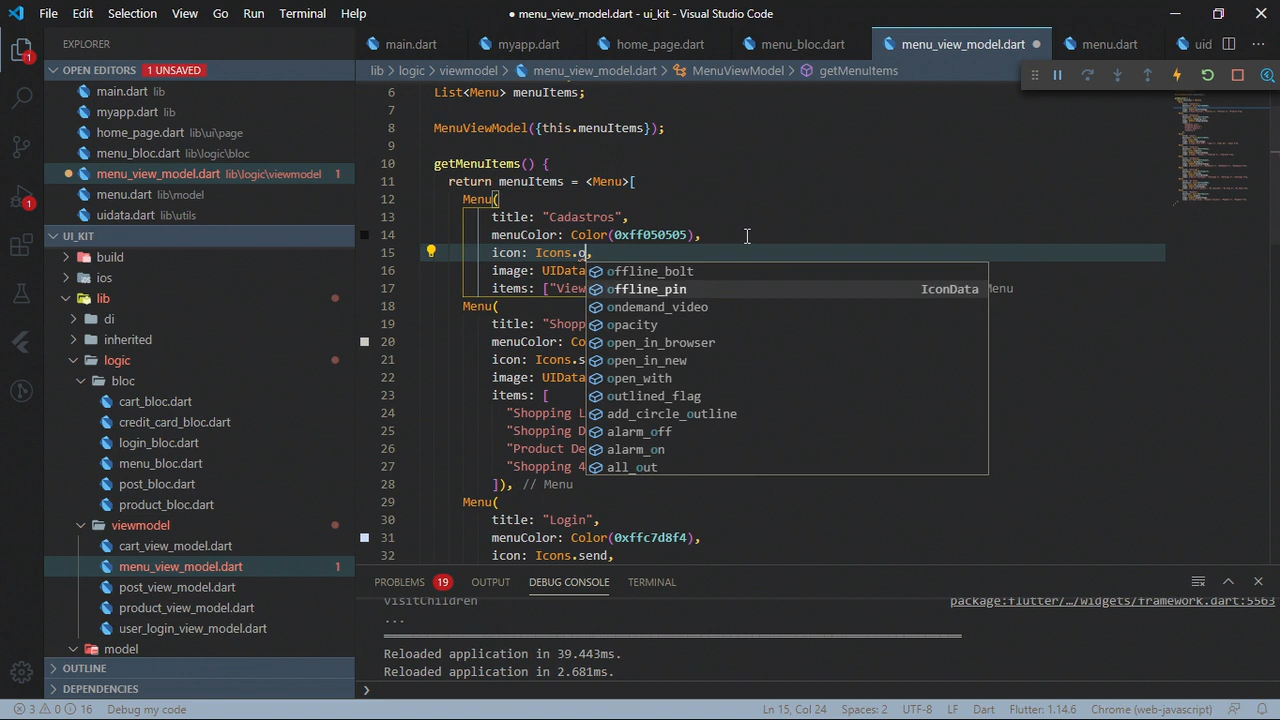 File Edit Selection View Go Run Terminal Help
● menu_view_model.dart - ui_kit - Visual Studio Code
EXPLORER
main.dart
myapp.dart
home_page.dart
menu_bloc.dart
menu_view_model.dart
menu.dart
uid
OPEN EDITORS 1 UNSAVED
main.dart lib
myapp.dart lib
home_page.dart lib\ui\page
menu_bloc.dart lib\logic\bloc
menu_view_model.dart lib\logic\viewmodel 1
menu.dart lib\model
uidata.dart lib\utils
UI_KIT
build
ios
lib
di
inherited
logic
bloc
cart_bloc.dart
credit_card_bloc.dart
login_bloc.dart
menu_bloc.dart
post_bloc.dart
product_bloc.dart
viewmodel
cart_view_model.dart
menu_view_model.dart 1
post_view_model.dart
product_view_model.dart
user_login_view_model.dart
model
OUTLINE
DEPENDENCIES
1
1
lib > logic > viewmodel > menu_view_model.dart > MenuViewModel > getMenuItems
6 List<Menu> menuItems;
7
8 MenuViewModel({this.menuItems});
9
10 getMenuItems() {
11 return menuItems = <Menu>[
12 Menu(
13 title: "Cadastros",
14 menuColor: Color(0xff050505),
15 icon: Icons.o,
16 image: UIData
17 items: ["View Menu
18 Menu(
19 title: "Shopp
20 menuColor: Co
21 icon: Icons.s
22 image: UIData
23 items: [
24 "Shopping L
25 "Shopping D
26 "Product De
27 "Shopping 4
28 ]), // Menu
29 Menu(
30 title: "Login",
31 menuColor: Color(0xffc7d8f4),
32 icon: Icons.send,
offline_bolt
offline_pin IconData
ondemand_video
opacity
open_in_browser
open_in_new
open_with
outlined_flag
add_circle_outline
alarm_off
alarm_on
all_out
PROBLEMS 19 OUTPUT DEBUG CONSOLE TERMINAL
visitChildren package:flutter/…/widgets/framework.dart:5563
...
Reloaded application in 39.443ms.
Reloaded application in 2.681ms.
3 0 16 Debug my code
Ln 15, Col 24 Spaces: 2 UTF-8 LF Dart Flutter: 1.14.6 Chrome (web-javascript)